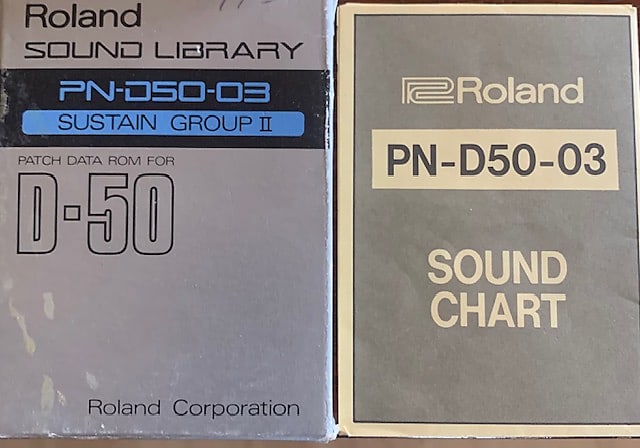 Roland
SOUND LIBRARY
PN-D50-03
SUSTAIN GROUP II
PATCH DATA ROM FOR
D-50
Roland Corporation
Roland
PN-D50-03
SOUND
CHART